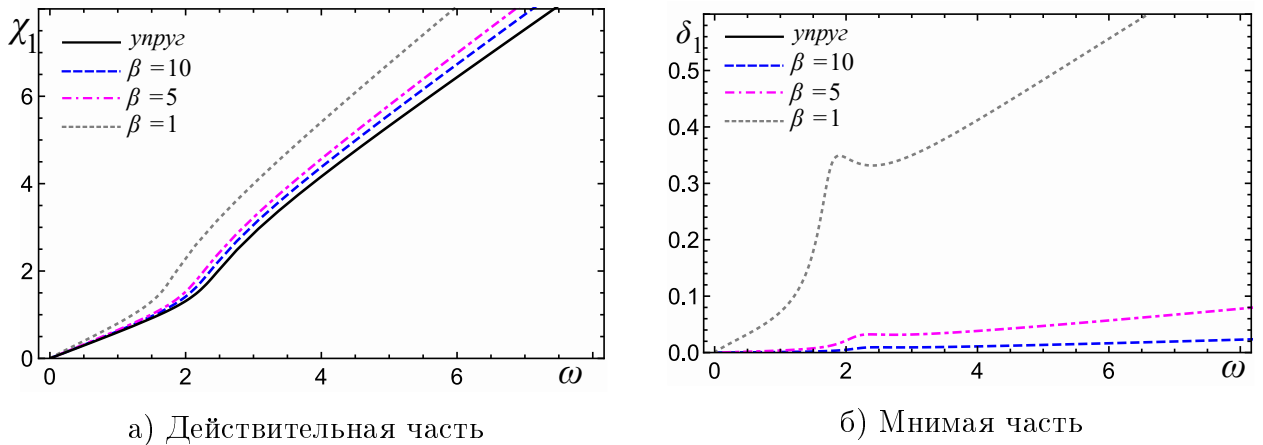 χ₁
упруг
β = 10
β = 5
β = 1
6
4
2
0
0
2
4
6
ω
а) Действительная часть
δ₁
упруг
β = 10
β = 5
β = 1
0.5
0.4
0.3
0.2
0.1
0.0
0
2
4
6
ω
б) Мнимая часть